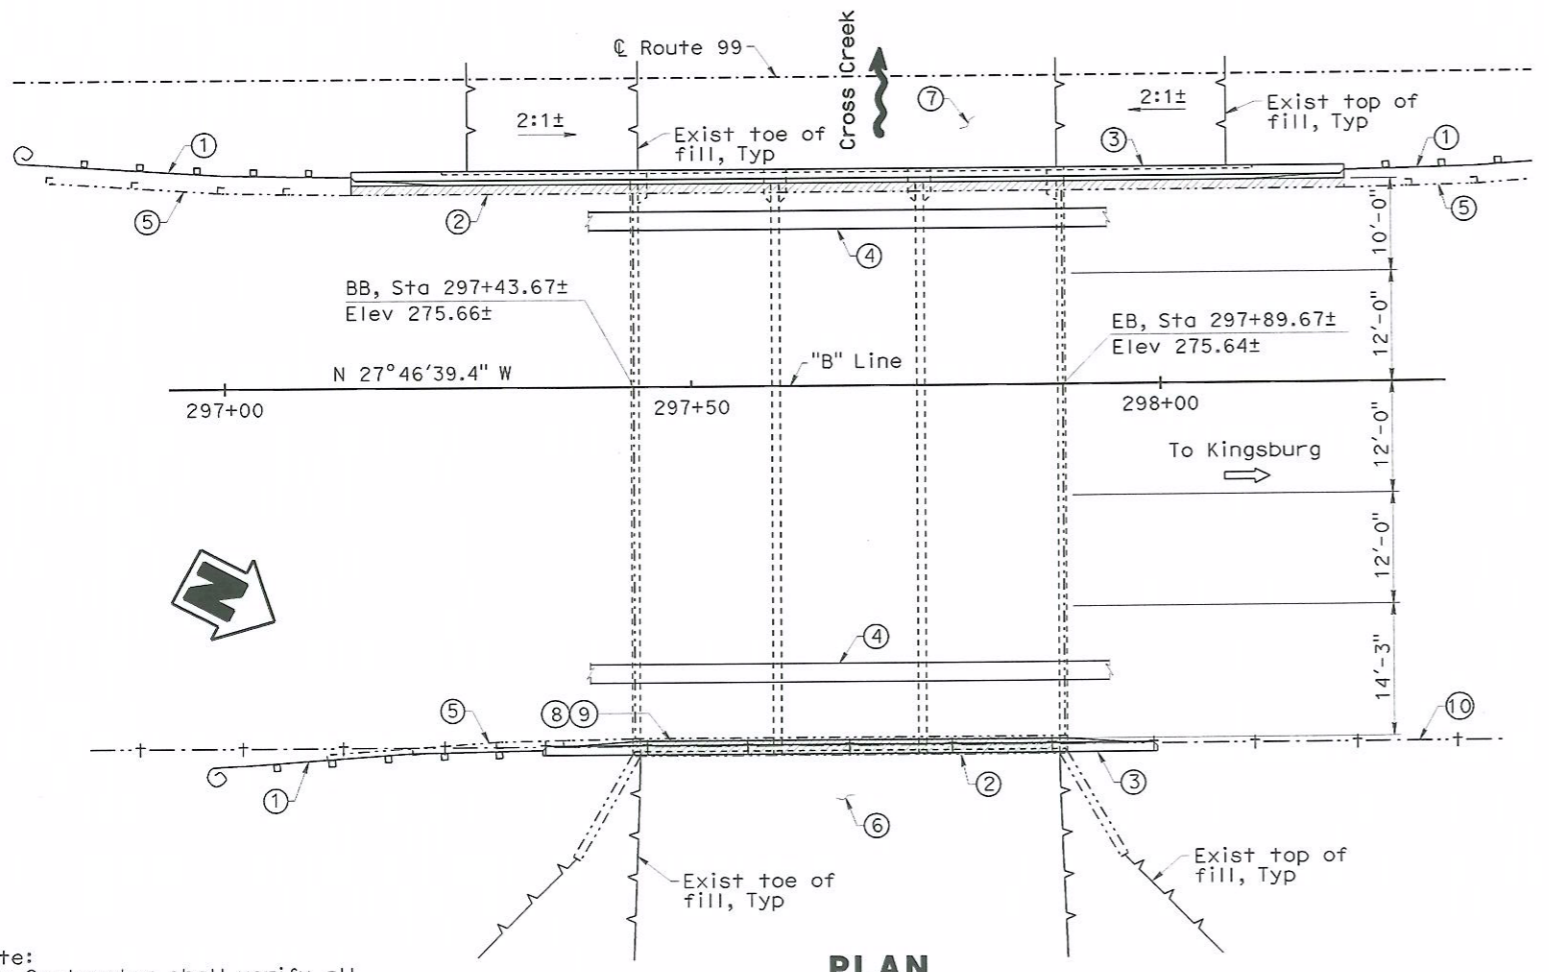 ℄ Route 99
Cross Creek
7
2:1±
2:1±
Exist top of
fill, Typ
Exist toe of
fill, Typ
1
3
1
5
2
5
4
10'-0"
BB, Sta 297+43.67±
Elev 275.66±
EB, Sta 297+89.67±
Elev 275.64±
12'-0"
N 27°46'39.4" W
"B" Line
297+00
297+50
298+00
12'-0"
To Kingsburg
12'-0"
N
4
14'-3"
5
8 9
10
1
2
3
6
Exist toe of
fill, Typ
Exist top of
fill, Typ
te:
PLAN